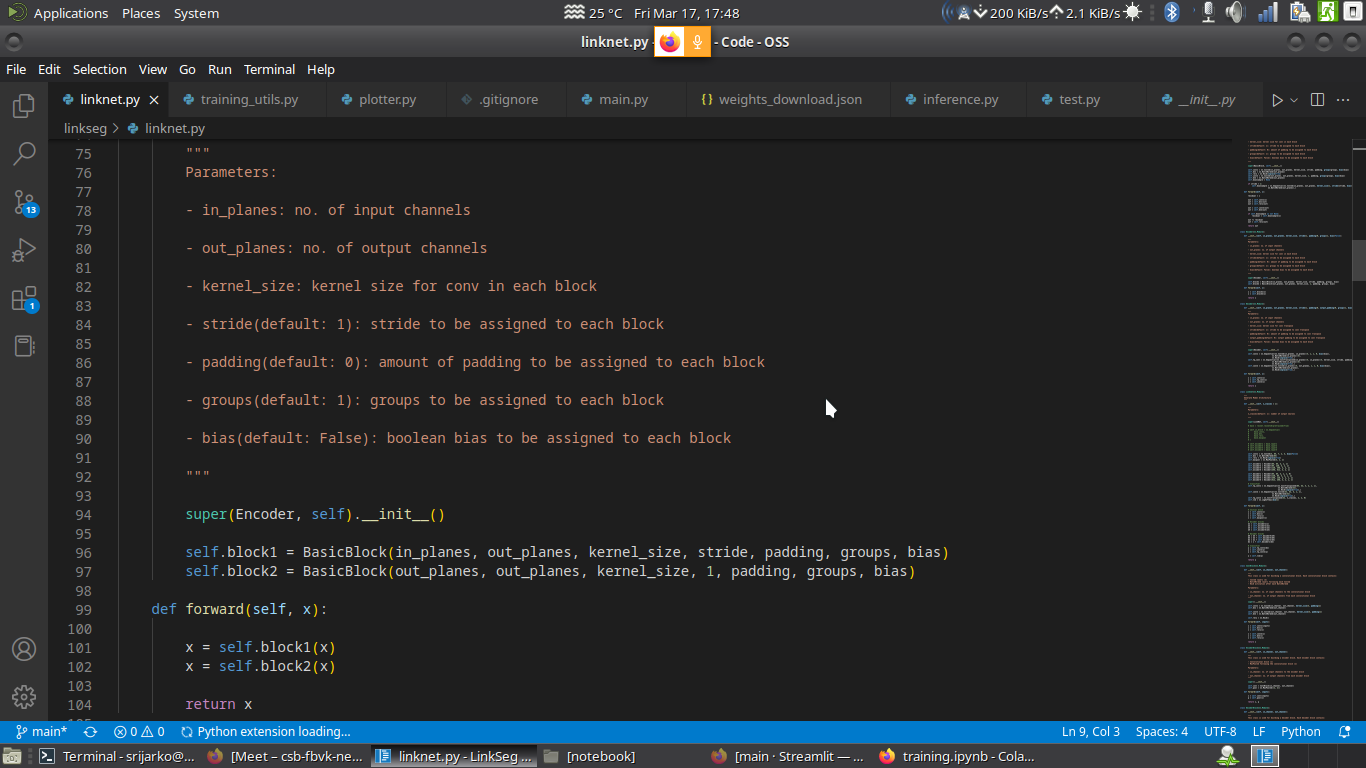 Applications Places System 25 °C Fri Mar 17, 17:48 200 KiB/s 2.1 KiB/s
linknet.py - Code - OSS
File Edit Selection View Go Run Terminal Help
linknet.py training_utils.py plotter.py .gitignore main.py {} weights_download.json inference.py test.py __init__.py
linkseg > linknet.py
75 """
76 Parameters:
77
78 - in_planes: no. of input channels
79
80 - out_planes: no. of output channels
81
82 - kernel_size: kernel size for conv in each block
83
84 - stride(default: 1): stride to be assigned to each block
85
86 - padding(default: 0): amount of padding to be assigned to each block
87
88 - groups(default: 1): groups to be assigned to each block
89
90 - bias(default: False): boolean bias to be assigned to each block
91
92 """
93
94 super(Encoder, self).__init__()
95
96 self.block1 = BasicBlock(in_planes, out_planes, kernel_size, stride, padding, groups, bias)
97 self.block2 = BasicBlock(out_planes, out_planes, kernel_size, 1, padding, groups, bias)
98
99 def forward(self, x):
100
101 x = self.block1(x)
102 x = self.block2(x)
103
104 return x
13
1
main* 0 0 Python extension loading... Ln 9, Col 3 Spaces: 4 UTF-8 LF Python
Terminal - srijarko@... [Meet – csb-fbvk-ne... linknet.py - LinkSeg ... [notebook] [main · Streamlit — ... training.ipynb - Cola...